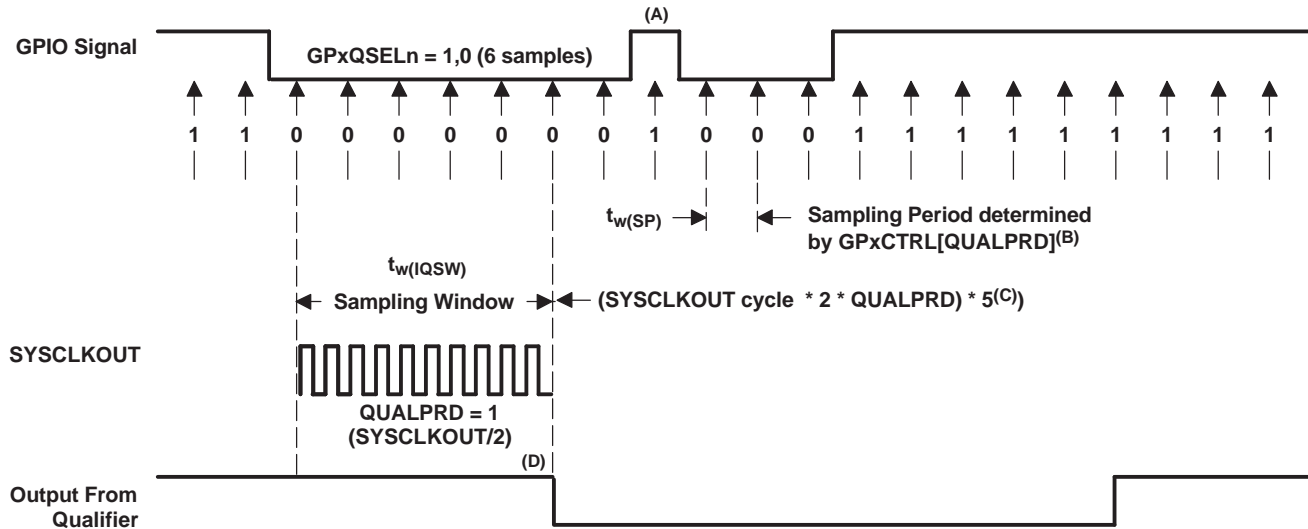 (A)
GPIO Signal
GPxQSELn = 1,0 (6 samples)
1 1 0 0 0 0 0 0 0 1 0 0 0 1 1 1 1 1 1 1 1 1
tw(SP)
Sampling Period determined
by GPxCTRL[QUALPRD](B)
tw(IQSW)
Sampling Window
(SYSCLKOUT cycle * 2 * QUALPRD) * 5(C))
SYSCLKOUT
QUALPRD = 1
(SYSCLKOUT/2)
(D)
Output From
Qualifier